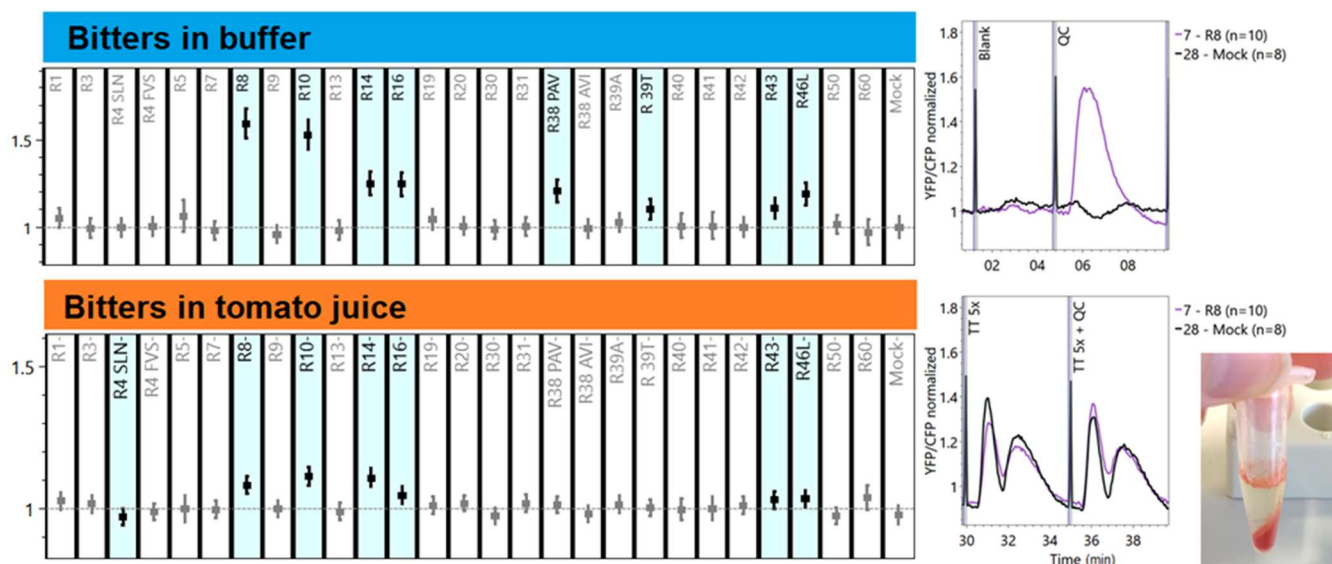 Bitters in buffer
R1 R3 R4 SLN R4 FVS R5 R7 R8 R9 R10 R13 R14 R16 R19 R20 R30 R31 R38 PAV R38 AVI R39A R 39T R40 R41 R42 R43 R46L R50 R60 Mock
1.5
1
YFP/CFP normalized
1.8
1.6
1.4
1.2
1
Blank
QC
02 04 06 08
7 - R8 (n=10)
28 - Mock (n=8)
Bitters in tomato juice
R1- R3- R4 SLN- R4 FVS- R5- R7- R8- R9- R10- R13- R14- R16- R19- R20- R30- R31- R38 PAV- R38 AVI- R39A- R 39T- R40- R41- R42- R43- R46L- R50- R60- Mock-
1.5
1
YFP/CFP normalized
1.8
1.6
1.4
1.2
1
TT 5x
TT 5x + QC
30 32 34 36 38
Time (min)
7 - R8 (n=10)
28 - Mock (n=8)